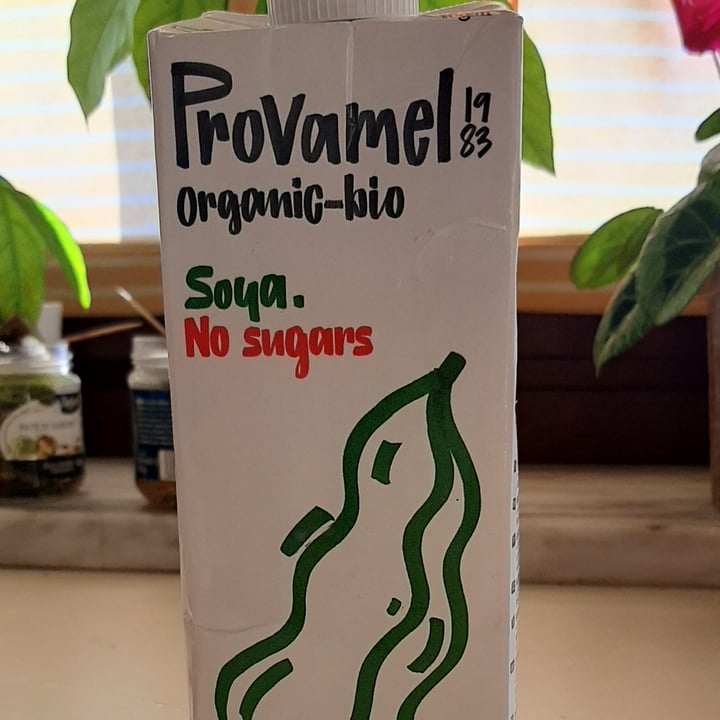 Provamel 19
83
organic-bio
Soya.
No sugars